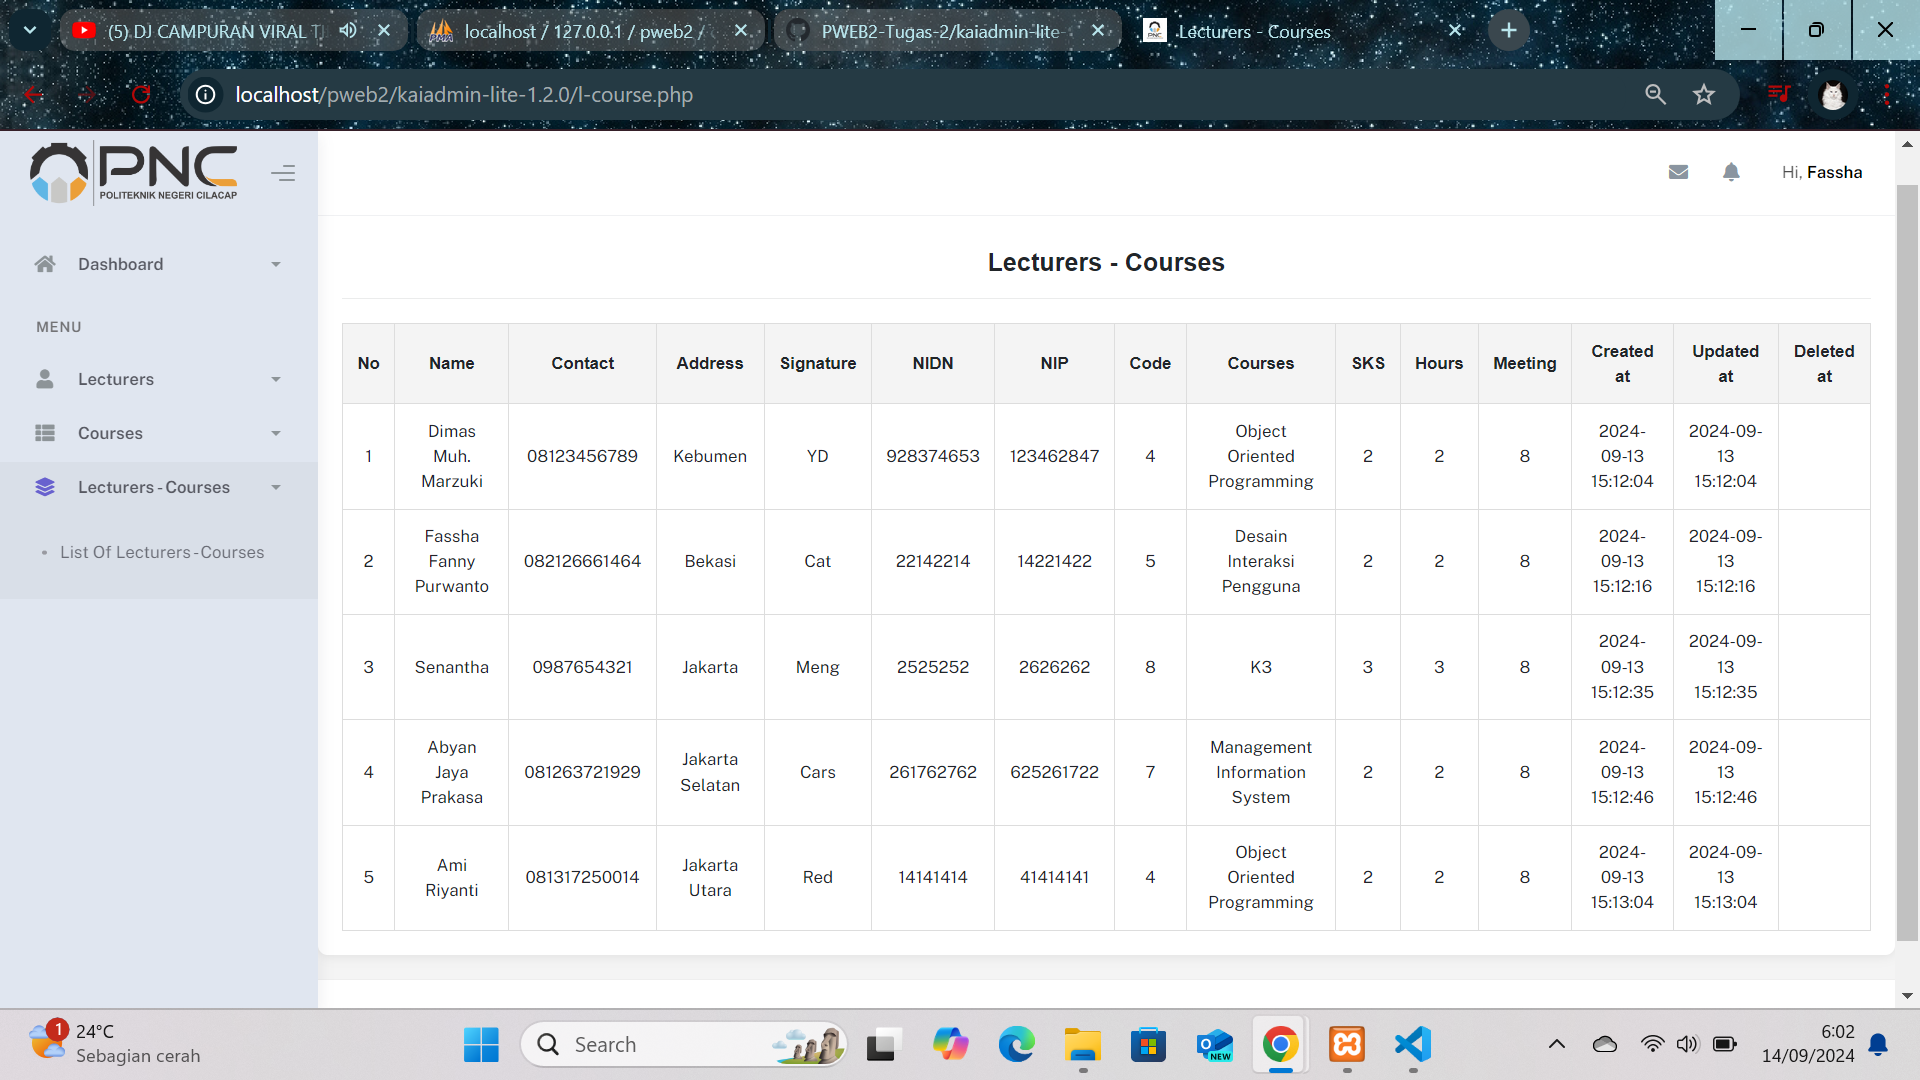 (5) DJ CAMPURAN VIRAL T
localhost / 127.0.0.1 / pweb2 /
PWEB2-Tugas-2/kaiadmin-lite-
Lecturers - Courses
localhost/pweb2/kaiadmin-lite-1.2.0/l-course.php
PNC
POLITEKNIK NEGERI CILACAP
Hi, Fassha
Dashboard
MENU
Lecturers
Courses
Lecturers - Courses
• List Of Lecturers - Courses
Lecturers - Courses
No Name Contact Address Signature NIDN NIP Code Courses SKS Hours Meeting Created at Updated at Deleted at
1 Dimas Muh. Marzuki 08123456789 Kebumen YD 928374653 123462847 4 Object Oriented Programming 2 2 8 2024-09-13 15:12:04 2024-09-13 15:12:04
2 Fassha Fanny Purwanto 082126661464 Bekasi Cat 22142214 14221422 5 Desain Interaksi Pengguna 2 2 8 2024-09-13 15:12:16 2024-09-13 15:12:16
3 Senantha 0987654321 Jakarta Meng 2525252 2626262 8 K3 3 3 8 2024-09-13 15:12:35 2024-09-13 15:12:35
4 Abyan Jaya Prakasa 081263721929 Jakarta Selatan Cars 261762762 625261722 7 Management Information System 2 2 8 2024-09-13 15:12:46 2024-09-13 15:12:46
5 Ami Riyanti 081317250014 Jakarta Utara Red 14141414 41414141 4 Object Oriented Programming 2 2 8 2024-09-13 15:13:04 2024-09-13 15:13:04
1
24°C
Sebagian cerah
Search
NEW
6:02
14/09/2024